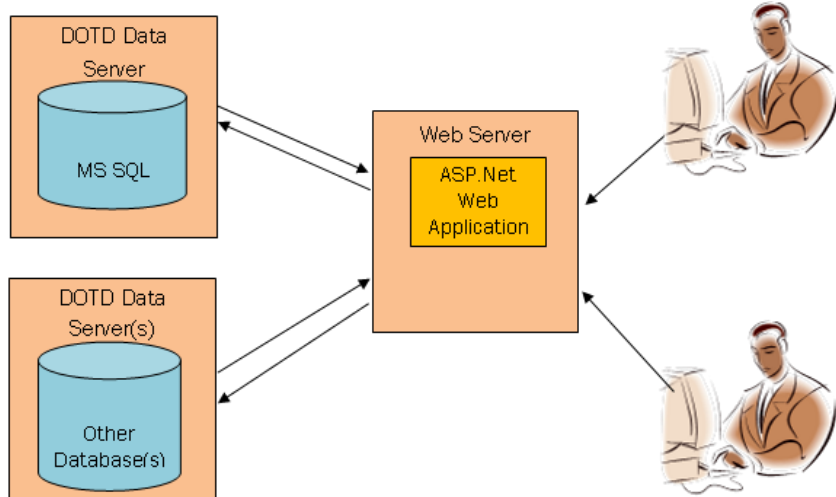 DOTD Data
Server
MS SQL
Web Server
ASP.Net
Web
Application
DOTD Data
Server(s)
Other
Database(s)